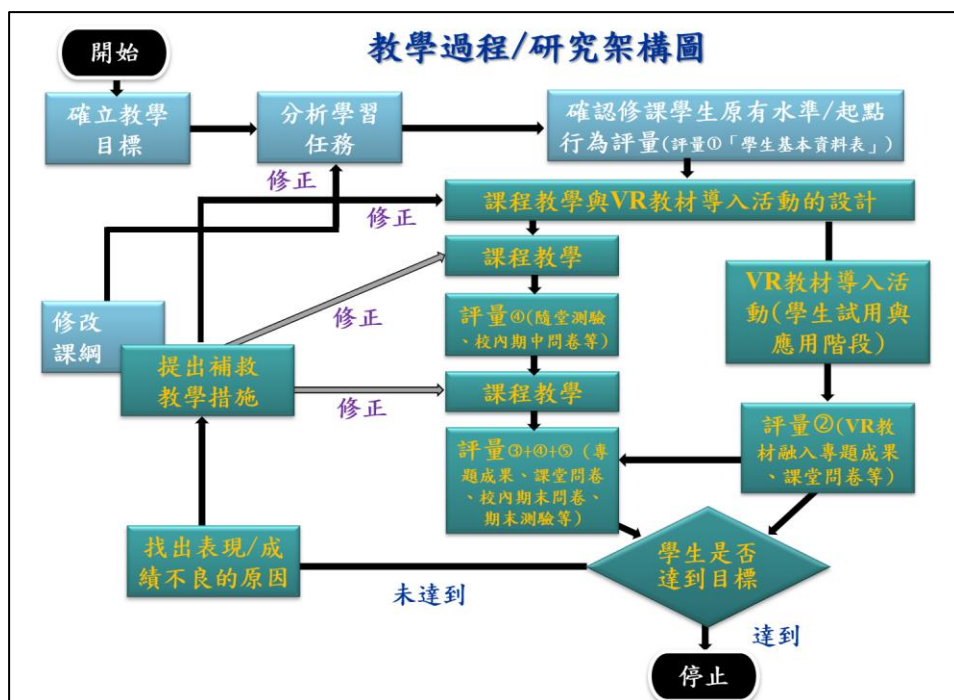 教學過程/研究架構圖
開始
確立教學
目標
分析學習
任務
確認修課學生原有水準/起點
行為評量(評量①「學生基本資料表」)
修正
修正
課程教學與VR教材導入活動的設計
課程教學
VR教材導入活
動(學生試用與
應用階段)
修正
評量④(隨堂測驗
、校內期中問卷等)
修改
課綱
提出補救
教學措施
修正
課程教學
評量③+④+⑤(專
題成果、課堂問卷
、校內期末問卷、
期末測驗等)
評量②(VR教
材融入專題成果
、課堂問卷等)
找出表現/成
績不良的原因
學生是否
達到目標
未達到
達到
停止